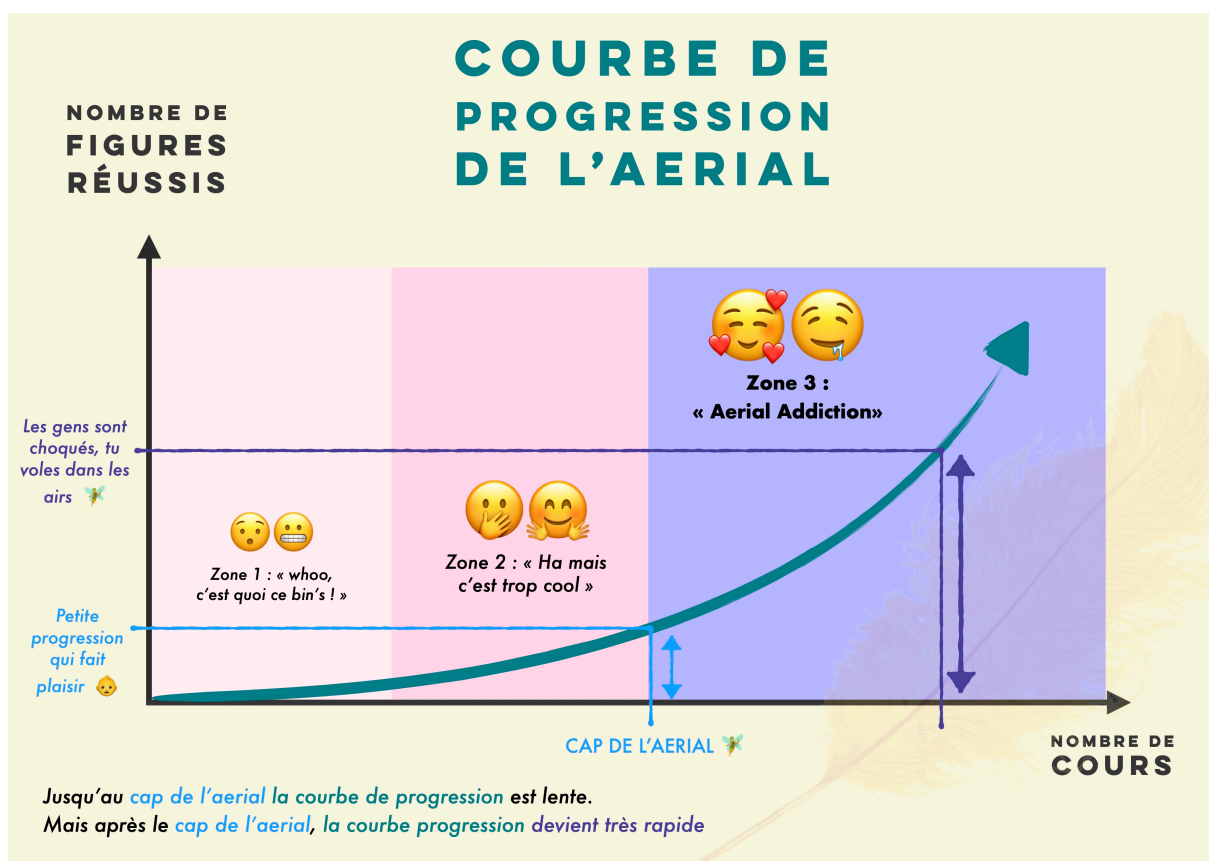 COURBE DE
PROGRESSION
DE L’AERIAL
NOMBRE DE
FIGURES
RÉUSSIS
Zone 3 :
« Aerial Addiction»
Les gens sont
choqués, tu
voles dans les
airs
Zone 2 : « Ha mais
c’est trop cool »
Zone 1 : « whoo,
c’est quoi ce bin’s ! »
Petite
progression
qui fait
plaisir
CAP DE L’AERIAL
NOMBRE DE
COURS
Jusqu’au cap de l’aerial la courbe de progression est lente.
Mais après le cap de l’aerial, la courbe progression devient très rapide